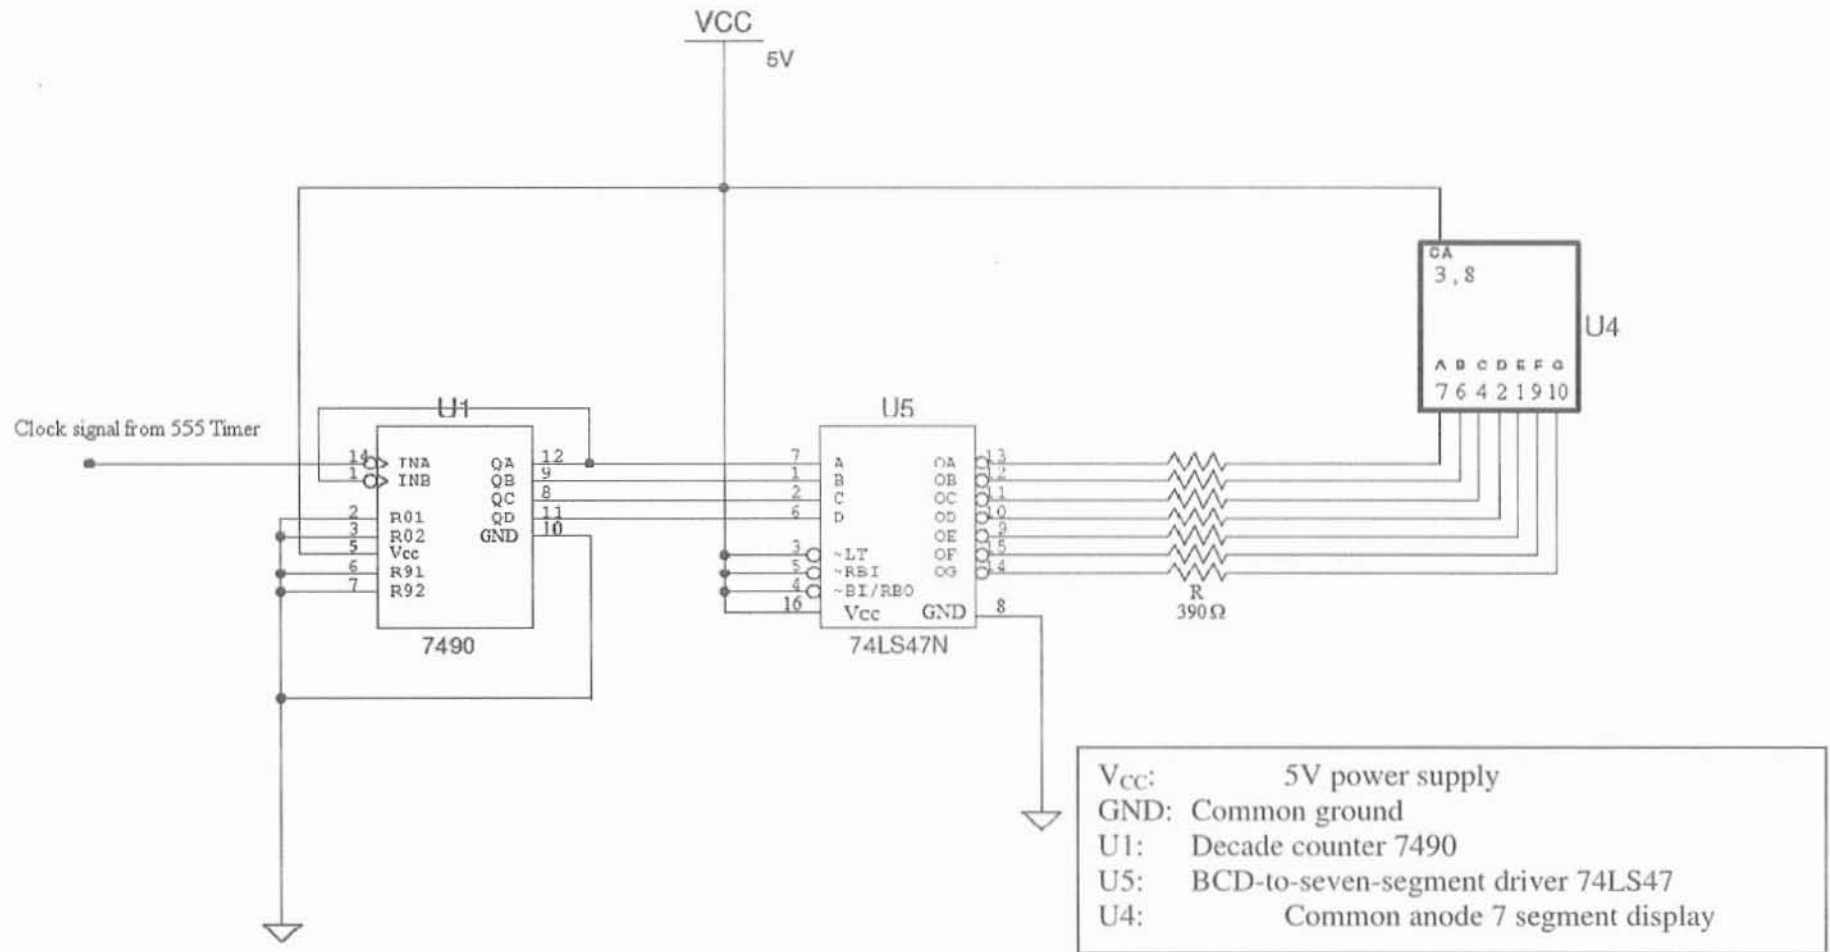 VCC
5V
CA
3,8
U4
A B C D E F G
7 6 4 2 1 9 10
Clock signal from 555 Timer
U1
14 INA QA 12
1 INB QB 9
QC 8
2 R01 QD 11
3 R02 GND 10
5 Vcc
6 R91
7 R92
7490
U5
7 A OA 13
1 B OB 12
2 C OC 11
6 D OD 10
OE 9
3 ~LT OF 15
5 ~RBI OG 14
4 ~BI/RBO
16 Vcc GND 8
74LS47N
R
390Ω
VCC: 5V power supply
GND: Common ground
U1: Decade counter 7490
U5: BCD-to-seven-segment driver 74LS47
U4: Common anode 7 segment display